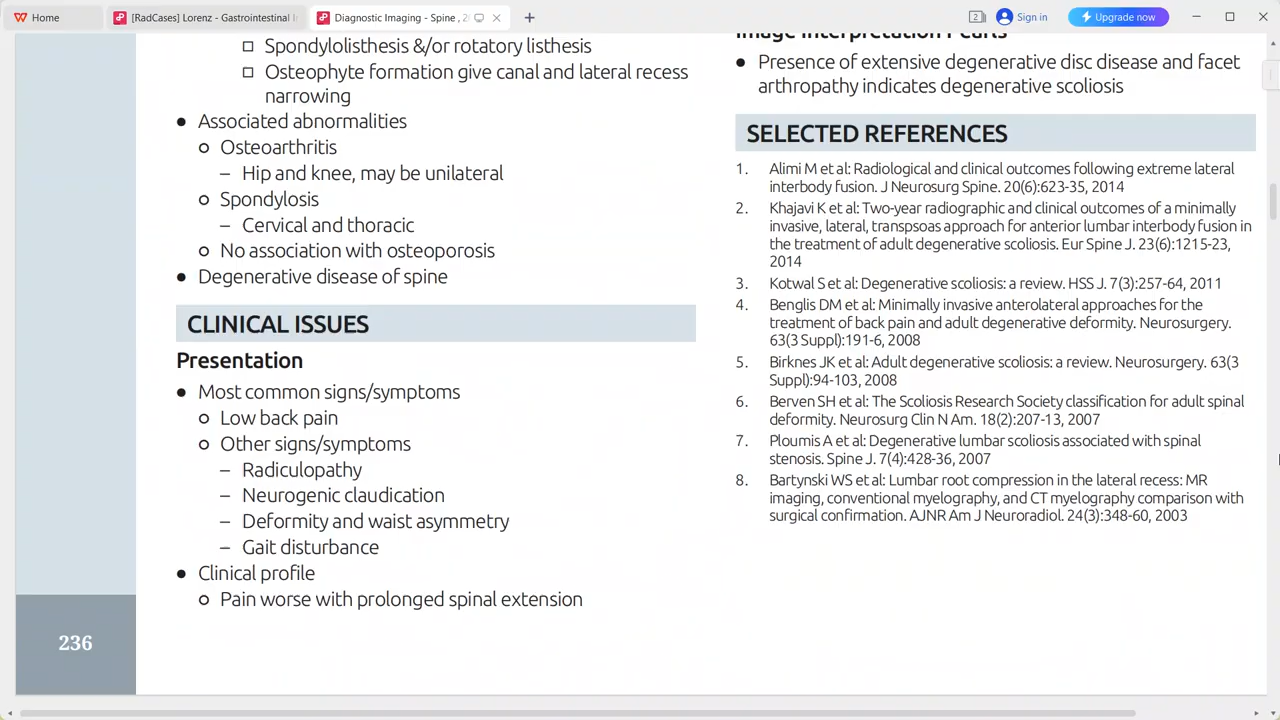 Home
[RadCases] Lorenz - Gastrointestinal I
Diagnostic Imaging - Spine , 2
2
Sign in
Upgrade now
□ Spondylolisthesis &/or rotatory listhesis
□ Osteophyte formation give canal and lateral recess
narrowing
● Associated abnormalities
○ Osteoarthritis
– Hip and knee, may be unilateral
○ Spondylosis
– Cervical and thoracic
○ No association with osteoporosis
● Degenerative disease of spine
CLINICAL ISSUES
Presentation
● Most common signs/symptoms
○ Low back pain
○ Other signs/symptoms
– Radiculopathy
– Neurogenic claudication
– Deformity and waist asymmetry
– Gait disturbance
● Clinical profile
○ Pain worse with prolonged spinal extension
236
Image Interpretation Pearls
● Presence of extensive degenerative disc disease and facet
arthropathy indicates degenerative scoliosis
SELECTED REFERENCES
1. Alimi M et al: Radiological and clinical outcomes following extreme lateral
interbody fusion. J Neurosurg Spine. 20(6):623-35, 2014
2. Khajavi K et al: Two-year radiographic and clinical outcomes of a minimally
invasive, lateral, transpsoas approach for anterior lumbar interbody fusion in
the treatment of adult degenerative scoliosis. Eur Spine J. 23(6):1215-23,
2014
3. Kotwal S et al: Degenerative scoliosis: a review. HSS J. 7(3):257-64, 2011
4. Benglis DM et al: Minimally invasive anterolateral approaches for the
treatment of back pain and adult degenerative deformity. Neurosurgery.
63(3 Suppl):191-6, 2008
5. Birknes JK et al: Adult degenerative scoliosis: a review. Neurosurgery. 63(3
Suppl):94-103, 2008
6. Berven SH et al: The Scoliosis Research Society classification for adult spinal
deformity. Neurosurg Clin N Am. 18(2):207-13, 2007
7. Ploumis A et al: Degenerative lumbar scoliosis associated with spinal
stenosis. Spine J. 7(4):428-36, 2007
8. Bartynski WS et al: Lumbar root compression in the lateral recess: MR
imaging, conventional myelography, and CT myelography comparison with
surgical confirmation. AJNR Am J Neuroradiol. 24(3):348-60, 2003